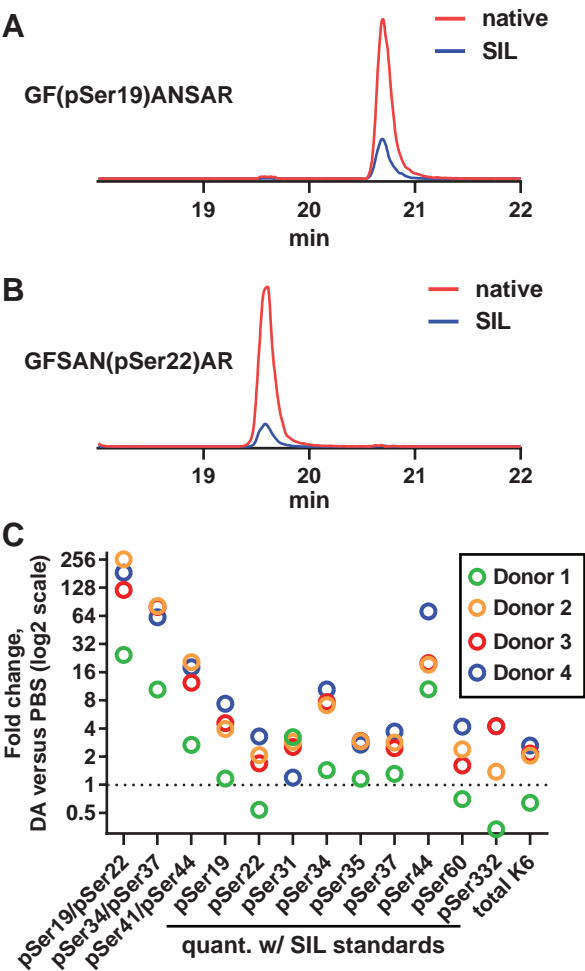 A
native
SIL
GF(pSer19)ANSAR
19 20 21 22
min
B
native
SIL
GFSAN(pSer22)AR
19 20 21 22
min
C
Fold change,
DA versus PBS (log2 scale)
256
128
64
32
16
8
4
2
1
0.5
Donor 1
Donor 2
Donor 3
Donor 4
pSer19/pSer22
pSer34/pSer37
pSer41/pSer44
pSer19
pSer22
pSer31
pSer34
pSer35
pSer37
pSer44
pSer60
pSer332
total K6
quant. w/ SIL standards